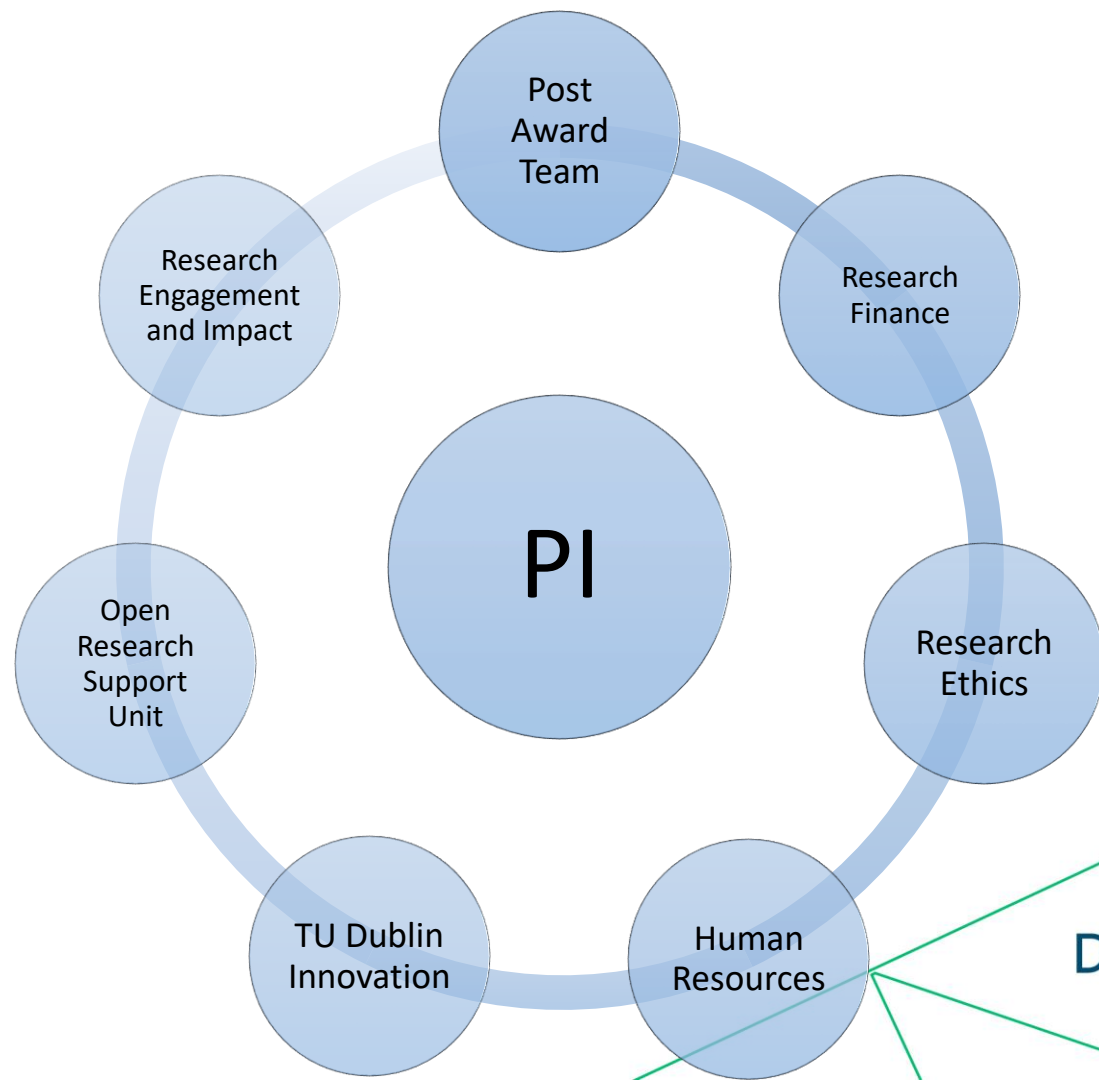 Post
Award
Team
Research
Finance
Research
Ethics
Human
Resources
TU Dublin
Innovation
Open
Research
Support
Unit
Research
Engagement
and Impact
PI
D